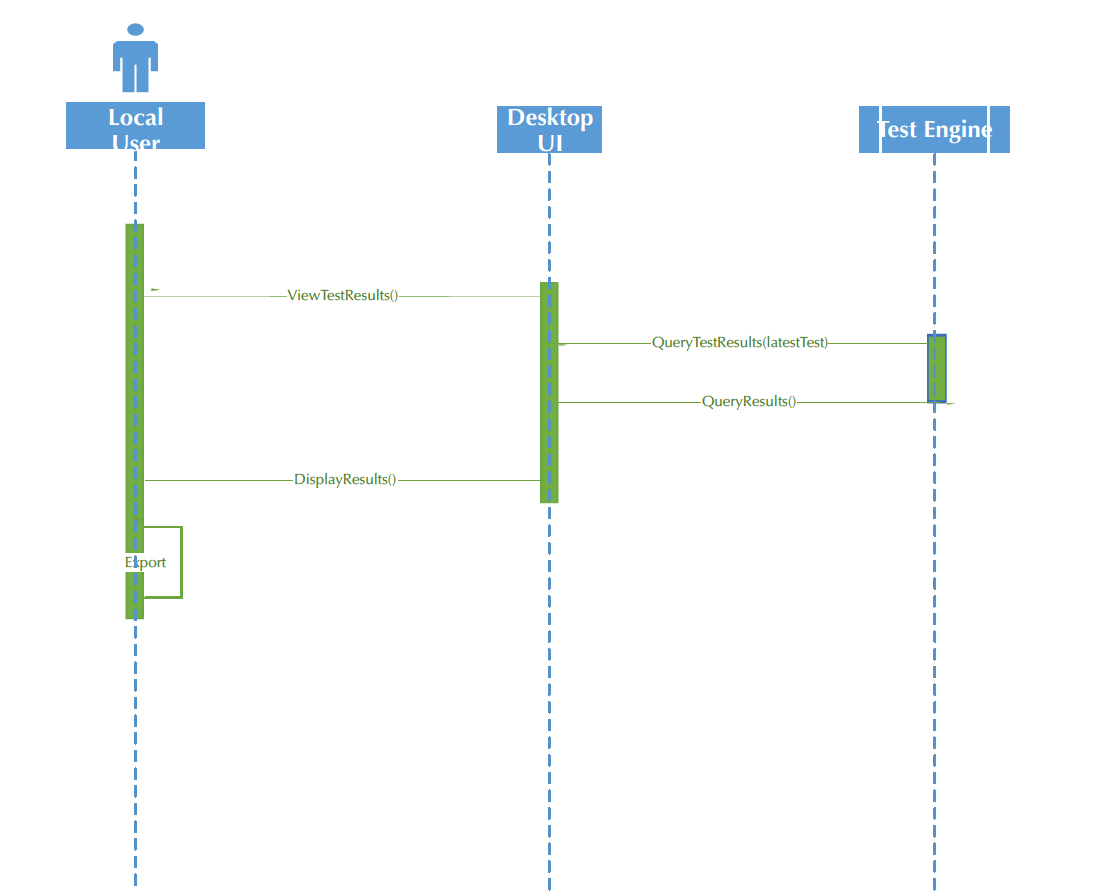 Local
User
Desktop
UI
Test Engine
ViewTestResults()
QueryTestResults(latestTest)
QueryResults()
DisplayResults()
Export